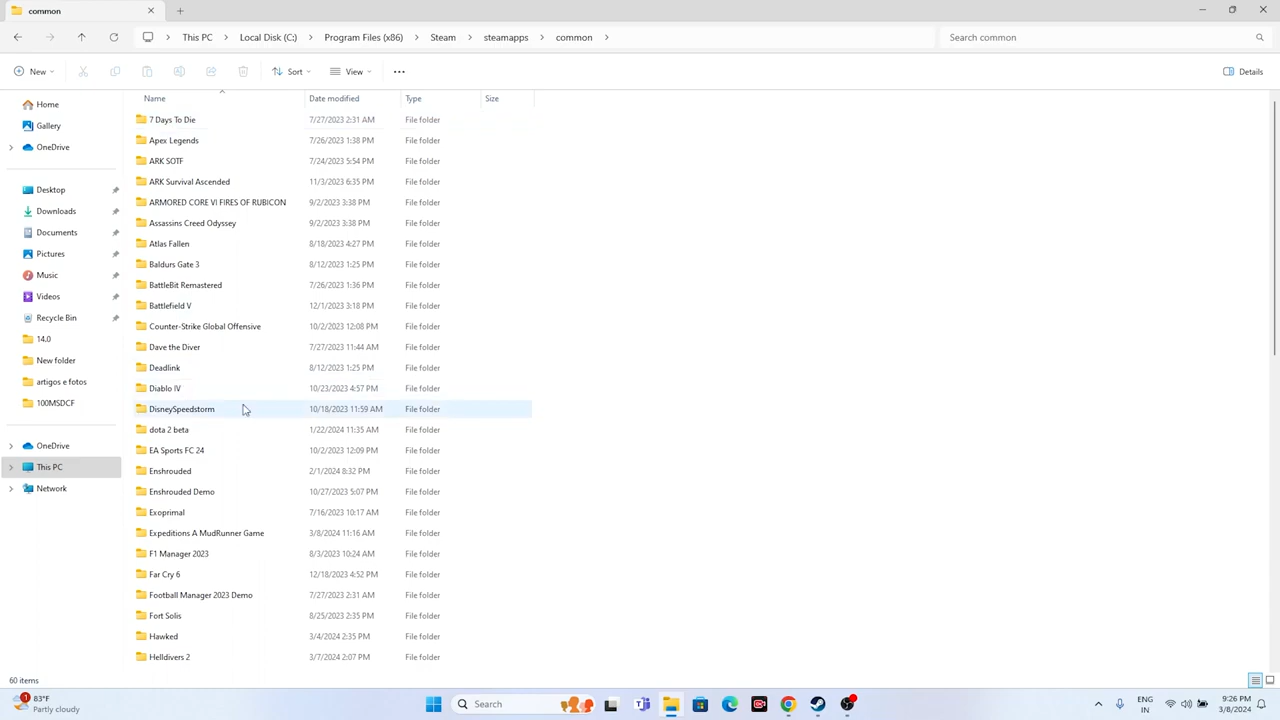 common
This PC Local Disk (C:) Program Files (x86) Steam steamapps common Search common
New Sort View Details
Name Date modified Type Size
Home
Gallery
OneDrive
Desktop
Downloads
Documents
Pictures
Music
Videos
Recycle Bin
14.0
New folder
artigos e fotos
100MSDCF
OneDrive
This PC
Network
7 Days To Die 7/27/2023 2:31 AM File folder
Apex Legends 7/26/2023 1:38 PM File folder
ARK SOTF 7/24/2023 5:54 PM File folder
ARK Survival Ascended 11/3/2023 6:35 PM File folder
ARMORED CORE VI FIRES OF RUBICON 9/2/2023 3:38 PM File folder
Assassins Creed Odyssey 9/2/2023 3:38 PM File folder
Atlas Fallen 8/18/2023 4:27 PM File folder
Baldurs Gate 3 8/12/2023 1:25 PM File folder
BattleBit Remastered 7/26/2023 1:36 PM File folder
Battlefield V 12/1/2023 3:18 PM File folder
Counter-Strike Global Offensive 10/2/2023 12:08 PM File folder
Dave the Diver 7/27/2023 11:44 AM File folder
Deadlink 8/12/2023 1:25 PM File folder
Diablo IV 10/23/2023 4:57 PM File folder
DisneySpeedstorm 10/18/2023 11:59 AM File folder
dota 2 beta 1/22/2024 11:35 AM File folder
EA Sports FC 24 10/2/2023 12:09 PM File folder
Enshrouded 2/1/2024 8:32 PM File folder
Enshrouded Demo 10/27/2023 5:07 PM File folder
Exoprimal 7/16/2023 10:17 AM File folder
Expeditions A MudRunner Game 3/8/2024 11:16 AM File folder
F1 Manager 2023 8/3/2023 10:24 AM File folder
Far Cry 6 12/18/2023 4:52 PM File folder
Football Manager 2023 Demo 7/27/2023 2:31 AM File folder
Fort Solis 8/25/2023 2:35 PM File folder
Hawked 3/4/2024 2:35 PM File folder
Helldivers 2 3/7/2024 2:07 PM File folder
60 items
1 83°F
Partly cloudy
Search
ENG
IN
9:26 PM
3/8/2024